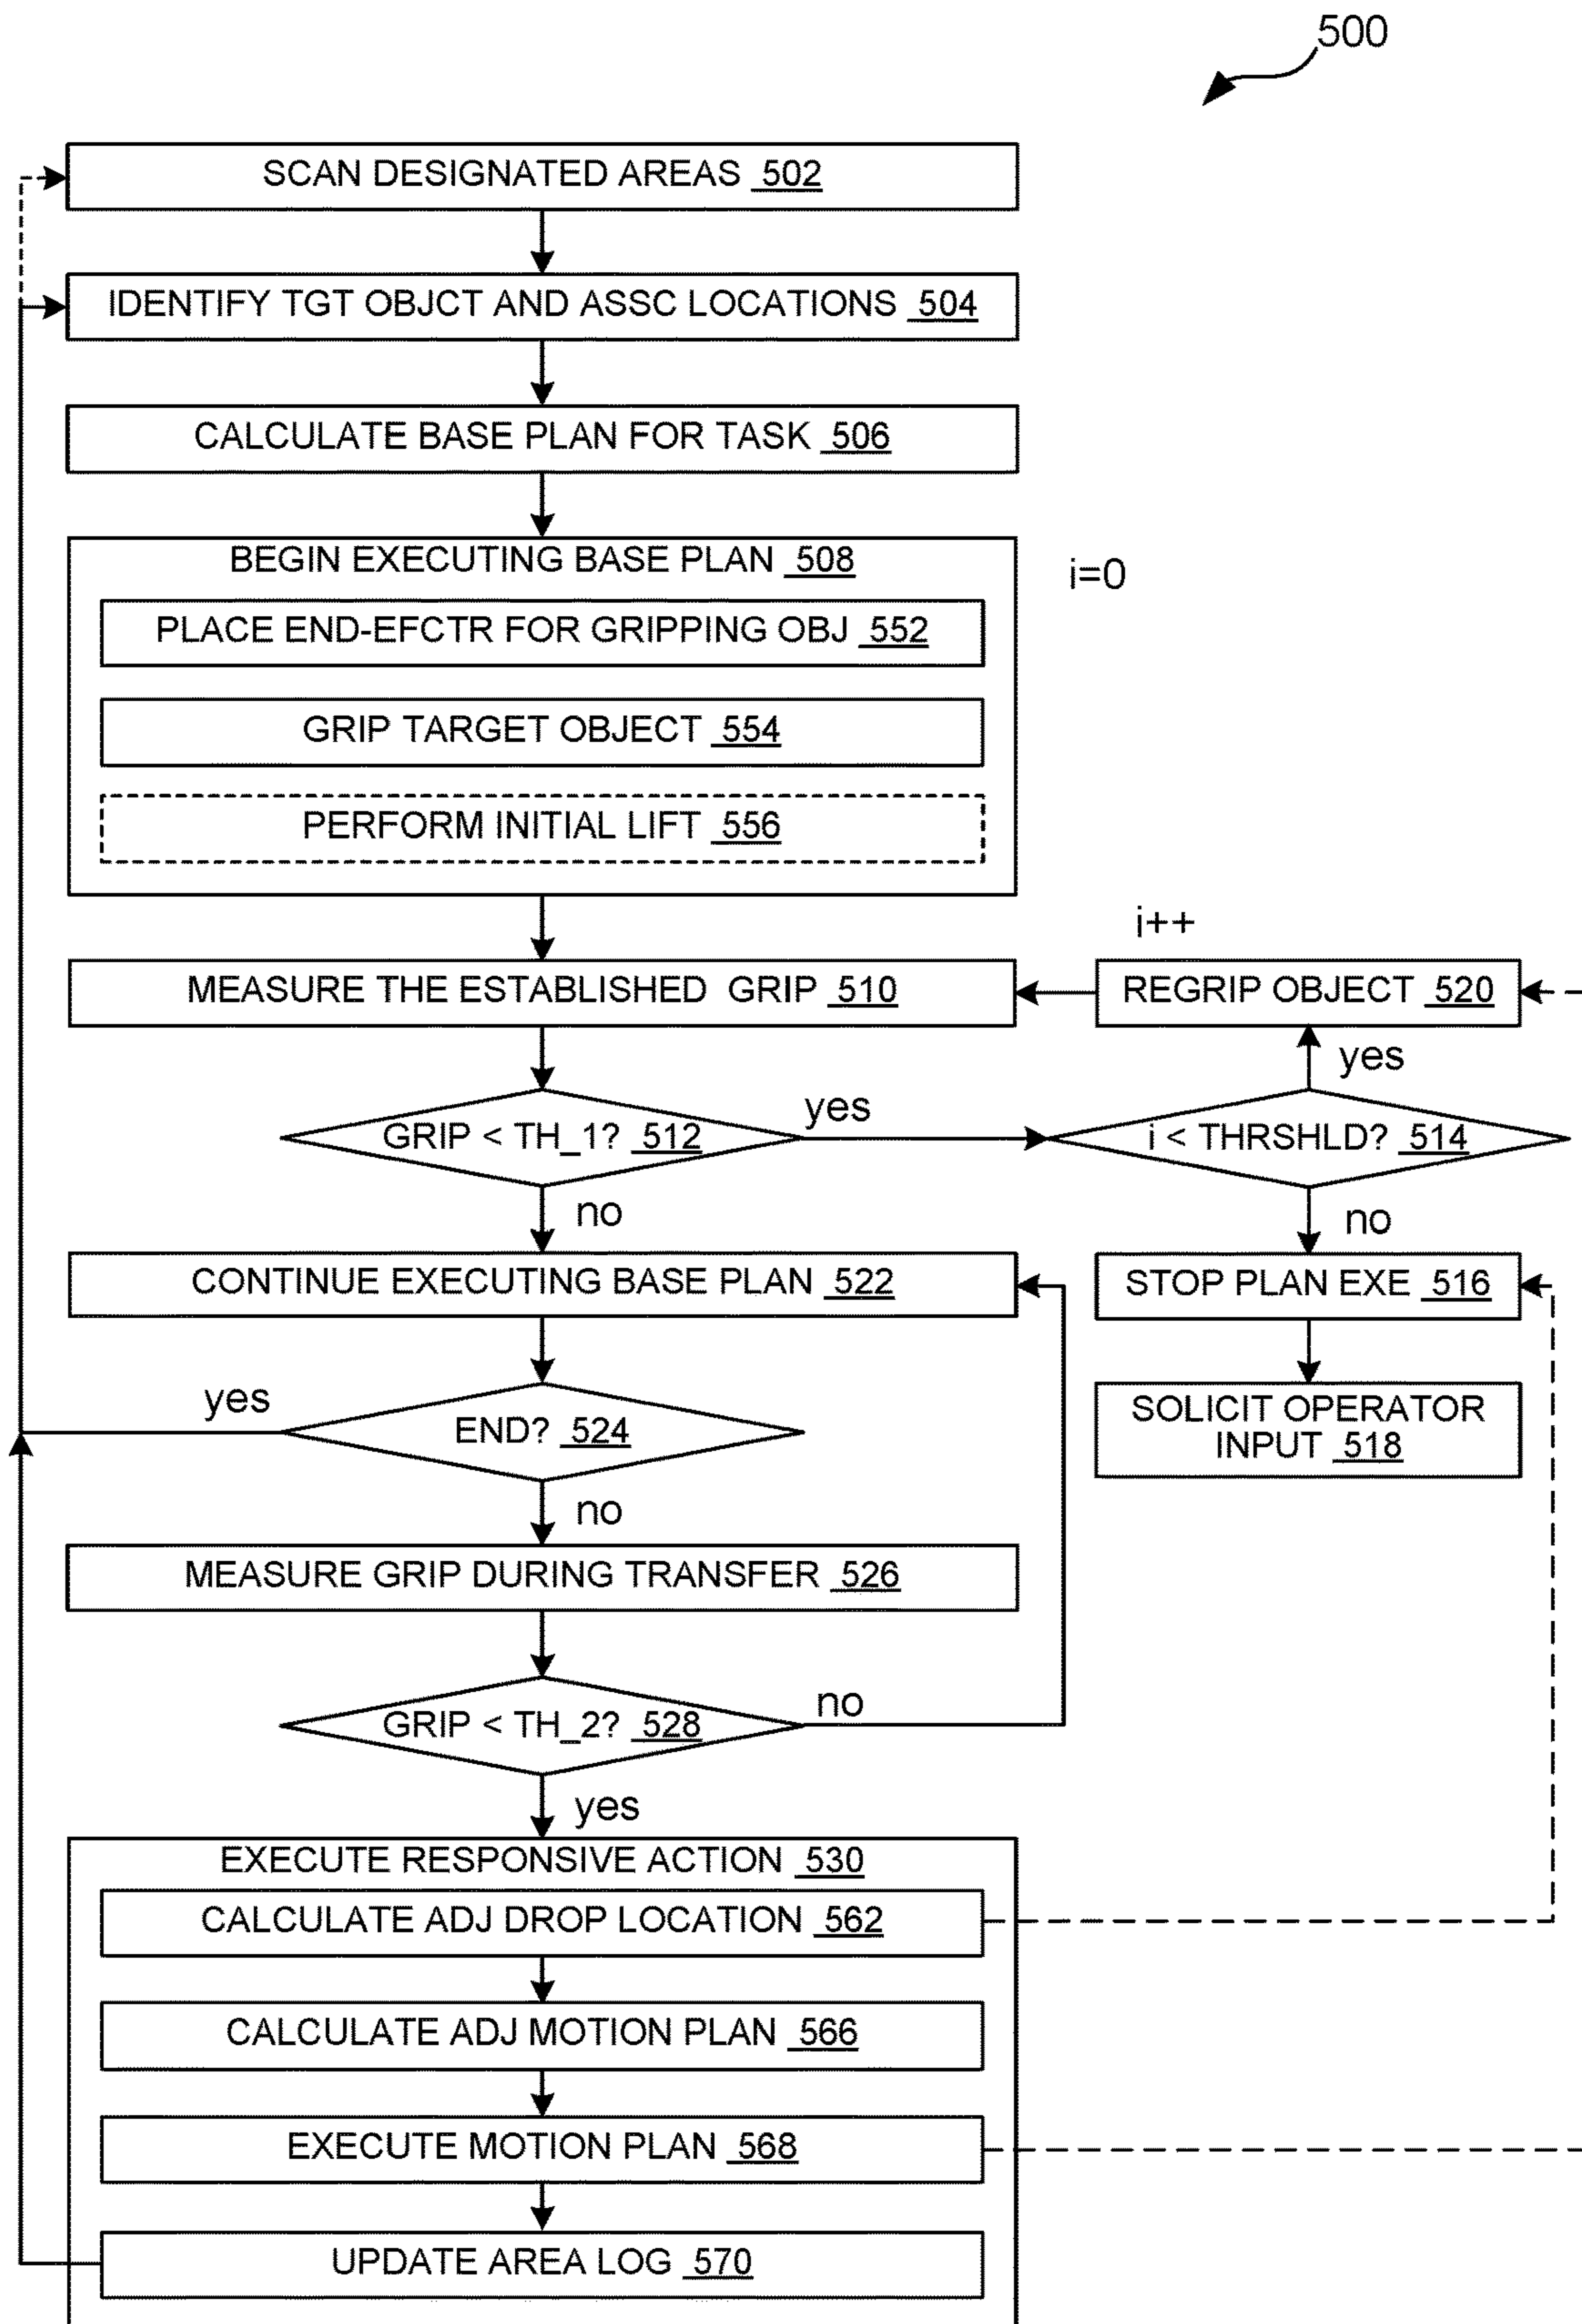 500
SCAN DESIGNATED AREAS 502
IDENTIFY TGT OBJCT AND ASSC LOCATIONS 504
CALCULATE BASE PLAN FOR TASK 506
BEGIN EXECUTING BASE PLAN 508
i=0
PLACE END-EFCTR FOR GRIPPING OBJ 552
GRIP TARGET OBJECT 554
PERFORM INITIAL LIFT 556
i++
MEASURE THE ESTABLISHED GRIP 510
REGRIP OBJECT 520
yes
GRIP < TH_1? 512
yes
i < THRSHLD? 514
no
no
CONTINUE EXECUTING BASE PLAN 522
STOP PLAN EXE 516
yes
END? 524
SOLICIT OPERATOR
INPUT 518
no
MEASURE GRIP DURING TRANSFER 526
GRIP < TH_2? 528
no
yes
EXECUTE RESPONSIVE ACTION 530
CALCULATE ADJ DROP LOCATION 562
CALCULATE ADJ MOTION PLAN 566
EXECUTE MOTION PLAN 568
UPDATE AREA LOG 570